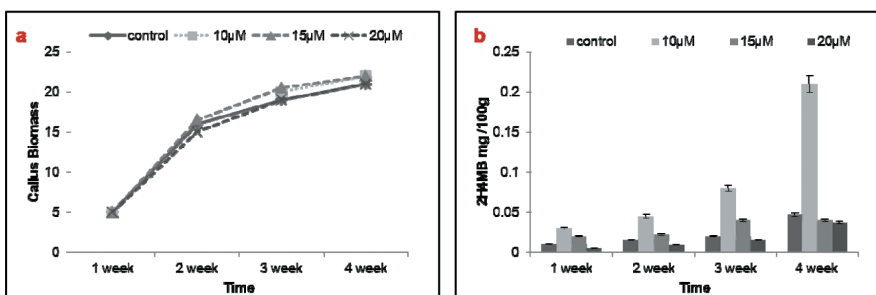 a
control 10µM 15µM 20µM
25
20
15
10
5
0
Callus Biomass
1 week 2 week 3 week 4 week
Time
b
control 10µM 15µM 20µM
0.25
0.2
0.15
0.1
0.05
0
2H4MB mg /100g
1 week 2 week 3 week 4 week
Time